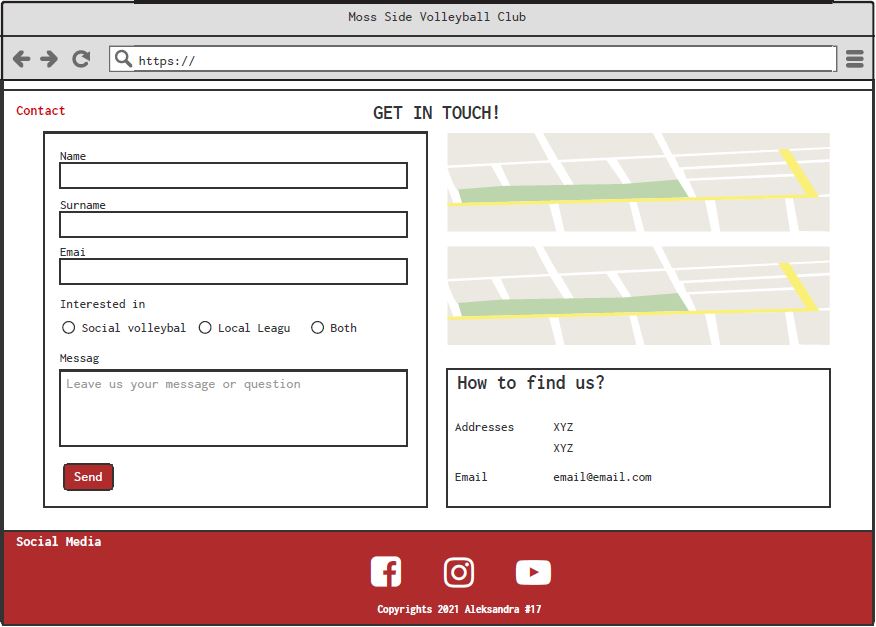 Moss Side Volleyball Club
https://
Contact
GET IN TOUCH!
Name
Surname
Emai
Interested in
Social volleybal
Local Leagu
Both
Messag
Leave us your message or question
Send
How to find us?
Addresses XYZ
XYZ
Email email@email.com
Social Media
Copyrights 2021 Aleksandra #17